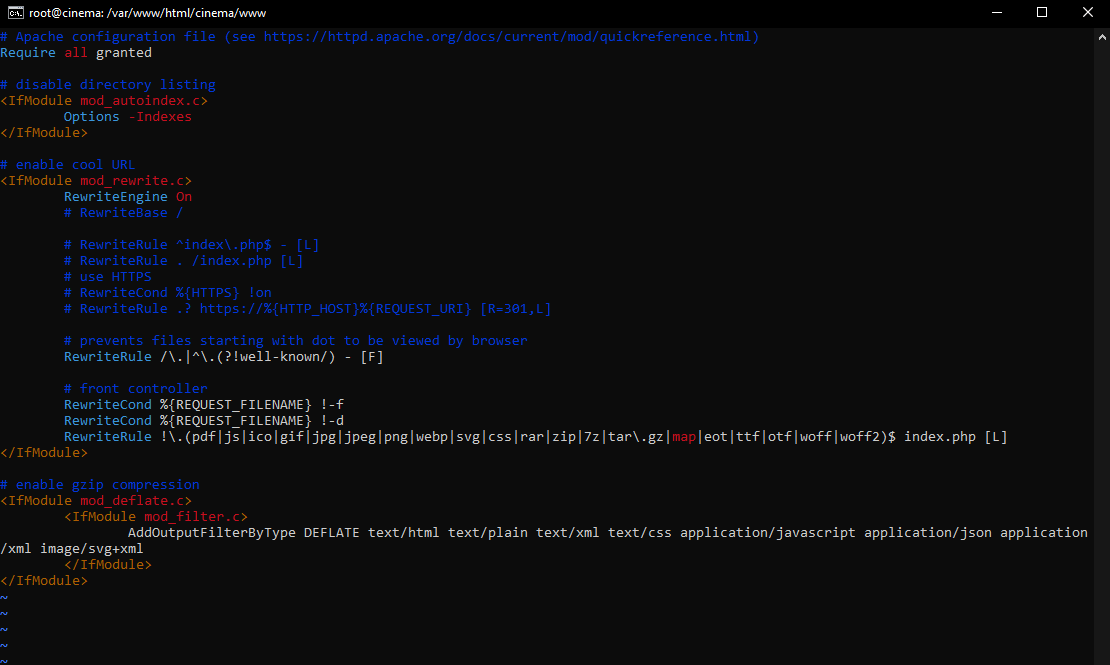 root@cinema: /var/www/html/cinema/www
# Apache configuration file (see https://httpd.apache.org/docs/current/mod/quickreference.html)
Require all granted

# disable directory listing
<IfModule mod_autoindex.c>
        Options -Indexes
</IfModule>

# enable cool URL
<IfModule mod_rewrite.c>
        RewriteEngine On
        # RewriteBase /

        # RewriteRule ^index\.php$ - [L]
        # RewriteRule . /index.php [L]
        # use HTTPS
        # RewriteCond %{HTTPS} !on
        # RewriteRule .? https://%{HTTP_HOST}%{REQUEST_URI} [R=301,L]

        # prevents files starting with dot to be viewed by browser
        RewriteRule /\.|^\.(?!well-known/) - [F]

        # front controller
        RewriteCond %{REQUEST_FILENAME} !-f
        RewriteCond %{REQUEST_FILENAME} !-d
        RewriteRule !\.(pdf|js|ico|gif|jpg|jpeg|png|webp|svg|css|rar|zip|7z|tar\.gz|map|eot|ttf|otf|woff|woff2)$ index.php [L]
</IfModule>

# enable gzip compression
<IfModule mod_deflate.c>
        <IfModule mod_filter.c>
                AddOutputFilterByType DEFLATE text/html text/plain text/xml text/css application/javascript application/json application
/xml image/svg+xml
        </IfModule>
</IfModule>
~
~
~
~
~